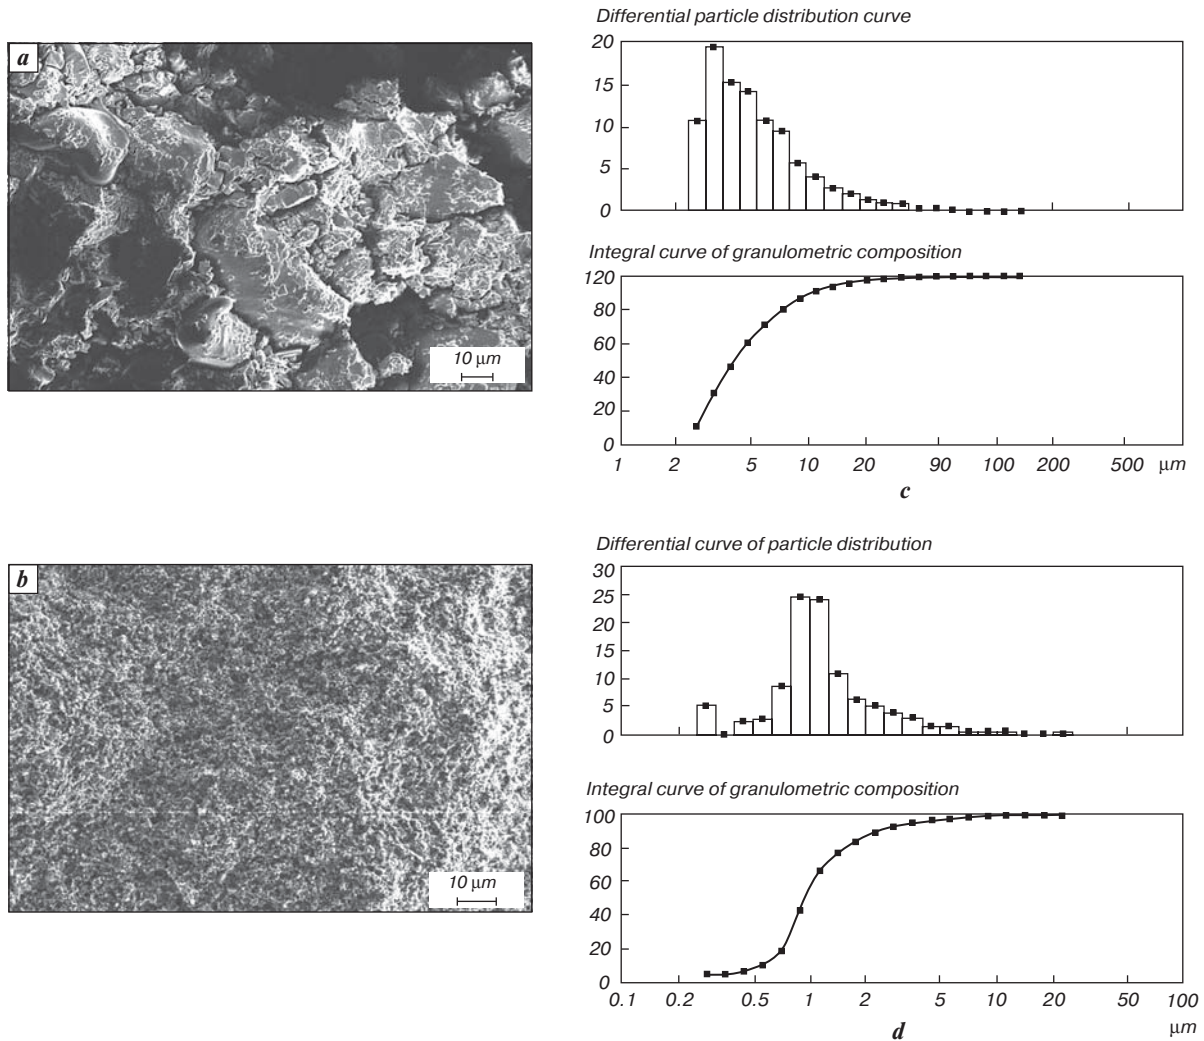 a
10 μm
Differential particle distribution curve
20
15
10
5
0
Integral curve of granulometric composition
120
80
60
40
20
0
1 2 5 10 20 90 100 200 500 μm
c
b
10 μm
Differential curve of particle distribution
30
25
20
15
10
5
0
Integral curve of granulometric composition
100
80
60
40
20
0
0.1 0.2 0.5 1 2 5 10 20 50 100
μm
d